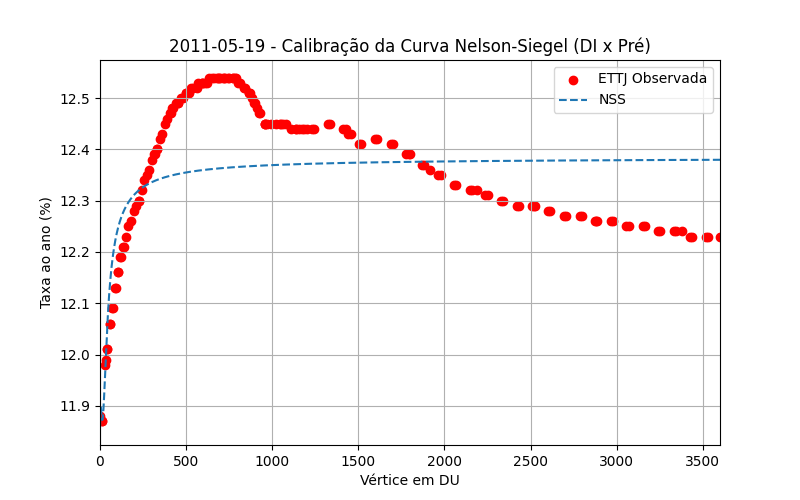 2011-05-19 - Calibração da Curva Nelson-Siegel (DI x Pré)
ETTJ Observada
NSS
12.5
12.4
12.3
12.2
12.1
12.0
11.9
Taxa ao ano (%)
0 500 1000 1500 2000 2500 3000 3500
Vértice em DU